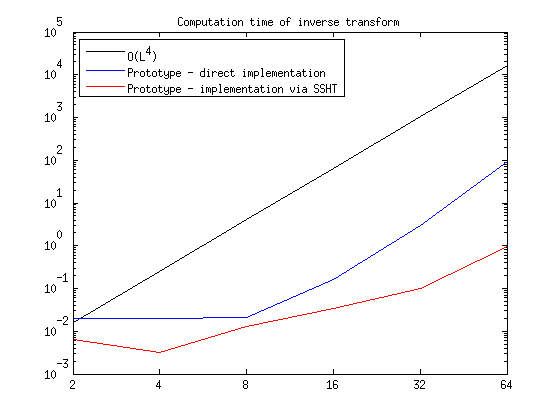 Computation time of inverse transform
O(L^4)
Prototype - direct implementation
Prototype - implementation via SSHT
10^5
10^4
10^3
10^2
10^1
10^0
10^-1
10^-2
10^-3
2 4 8 16 32 64